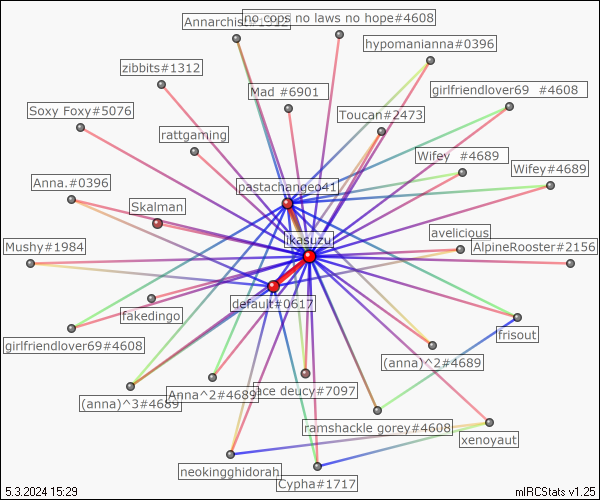 Annarchist#1312
no cops no laws no hope#4608
hypomanianna#0396
zibbits#1312
Mad #6901
girlfriendlover69 #4608
Soxy Foxy#5076
Toucan#2473
rattgaming
Wifey #4689
Wifey#4689
Anna.#0396
pastachangeo41
Skalman
Mushy#1984
ikasuzu
avelicious
AlpineRooster#2156
default#0617
fakedingo
frisout
girlfriendlover69#4608
(anna)^2#4689
(anna)^3#4689
Anna^2#4689
ace deucy#7097
ramshackle gorey#4608
xenoyaut
neokingghidorah
Cypha#1717
5.3.2024 15:29
mIRCStats v1.25